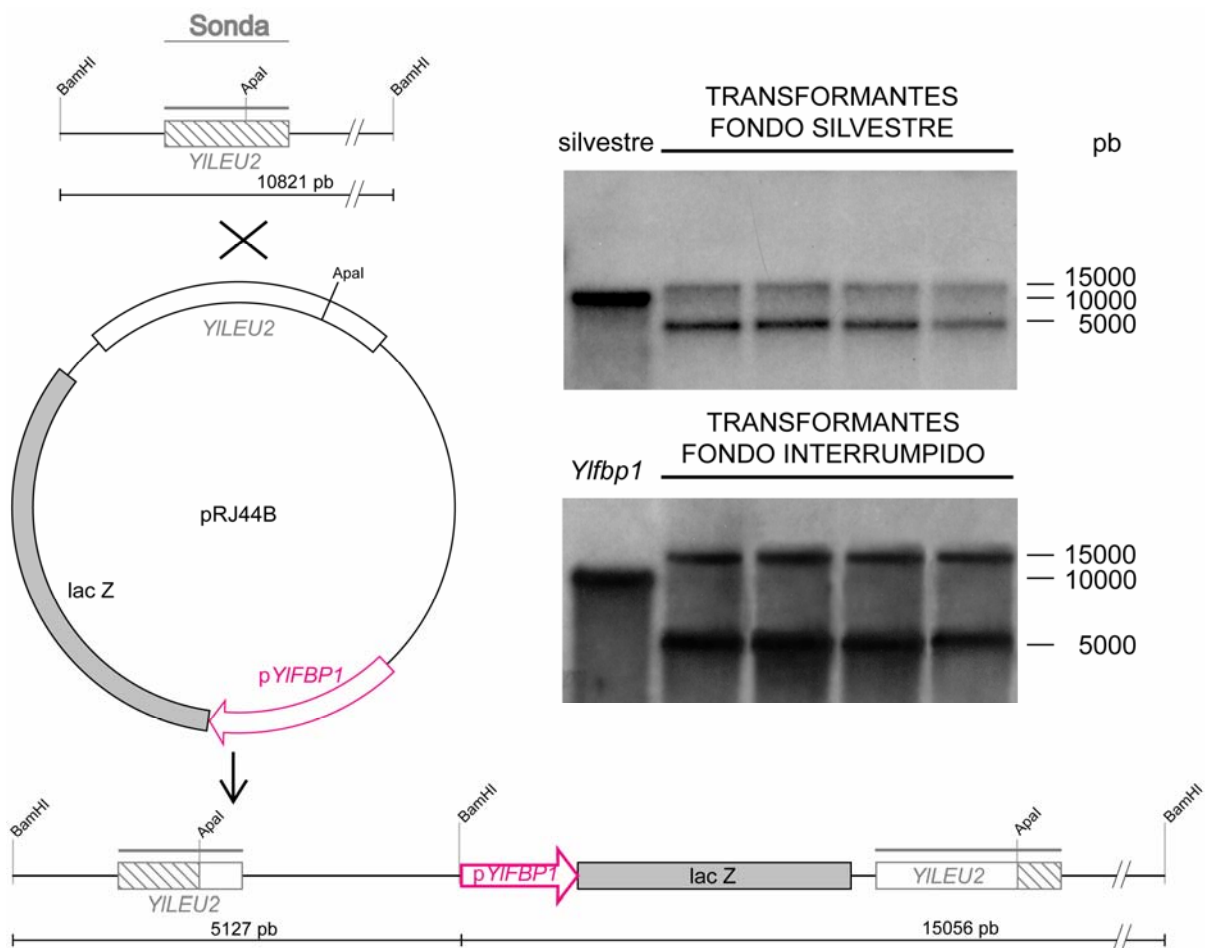 Sonda
BamHI
ApaI
BamHI
YlLEU2
10821 pb
ApaI
YlLEU2
pRJ44B
lac Z
pYlFBP1
TRANSFORMANTES
FONDO SILVESTRE
silvestre
pb
15000
10000
5000
TRANSFORMANTES
FONDO INTERRUMPIDO
Ylfbp1
15000
10000
5000
BamHI
ApaI
BamHI
ApaI
BamHI
YlLEU2
pYlFBP1
lac Z
YlLEU2
5127 pb
15056 pb